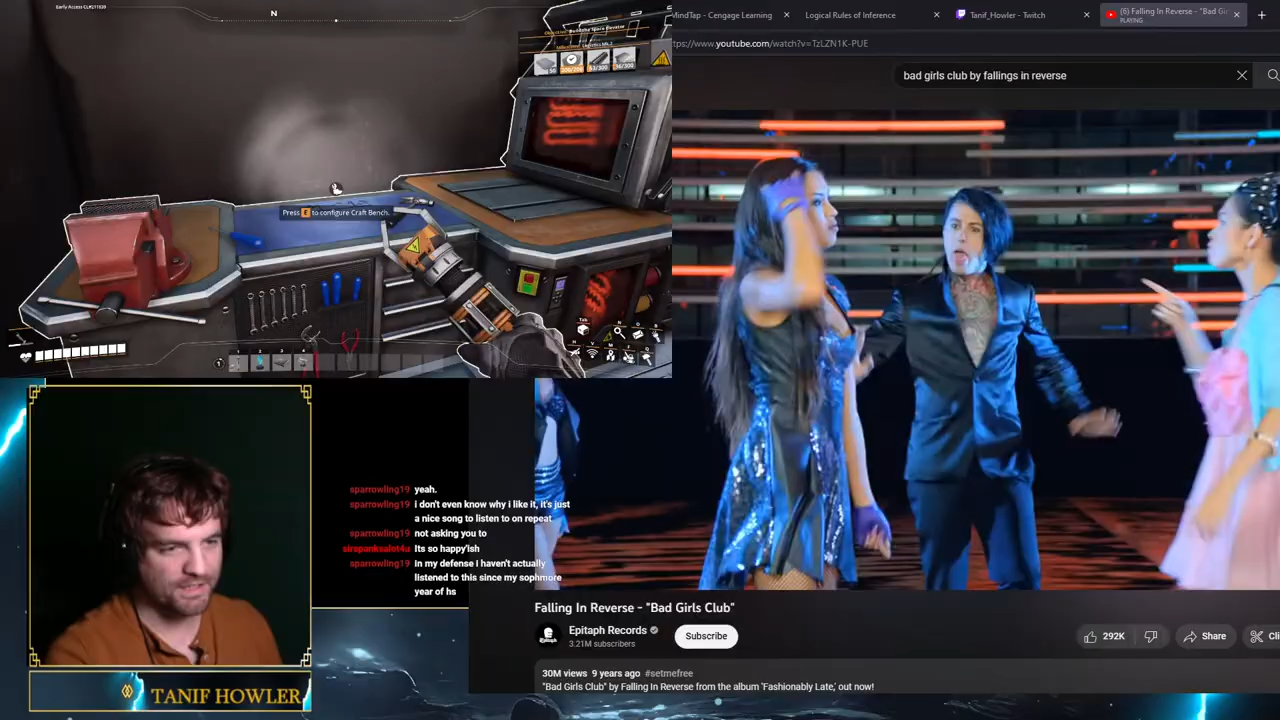 Early Access CL#211839
N
Press E to configure Craft Bench.
Tab
1
MindTap - Cengage Learning
Logical Rules of Inference
Tanif_Howler - Twitch
(6) Falling In Reverse - "Bad Gir
PLAYING
ttps://www.youtube.com/watch?v=TzLZN1K-PUE
bad girls club by fallings in reverse
sparrowling19 yeah.
sparrowling19 i don't even know why i like it, it's just
a nice song to listen to on repeat
sparrowling19 not asking you to
sirspanksalot4u Its so happy'ish
sparrowling19 In my defense I haven't actually
listened to this since my sophmore
year of hs
TANIF HOWLER
Falling In Reverse - "Bad Girls Club"
Epitaph Records
3.21M subscribers
Subscribe
292K
Share
Cli
30M views 9 years ago #setmefree
"Bad Girls Club" by Falling In Reverse from the album 'Fashionably Late,' out now!